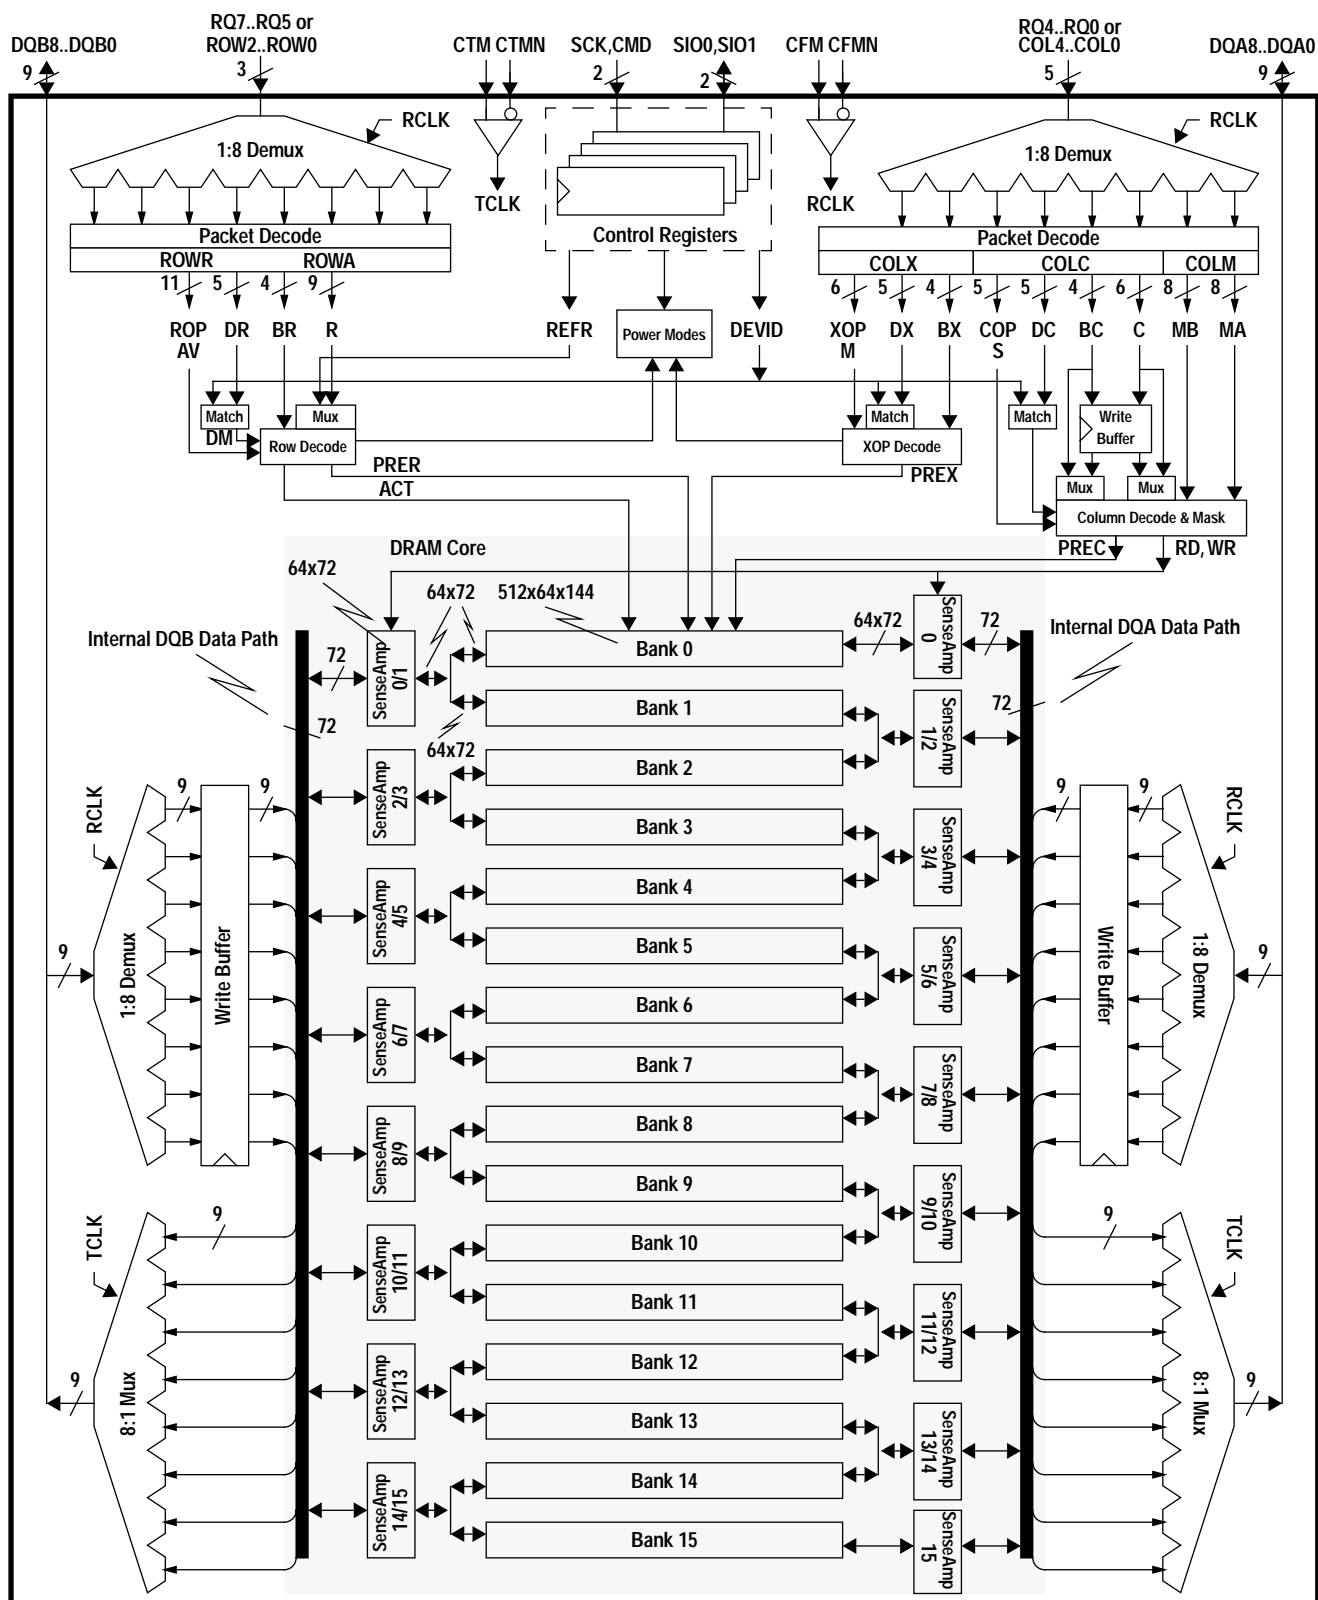 RQ7..RQ5 or
ROW2..ROW0
RQ4..RQ0 or
COL4..COL0
DQB8..DQB0
CTM CTMN
SCK,CMD
SIO0,SIO1
CFM CFMN
DQA8..DQA0
9
3
2
2
5
9
RCLK
RCLK
1:8 Demux
1:8 Demux
TCLK
RCLK
Control Registers
Packet Decode
Packet Decode
ROWR
ROWA
COLX
COLC
COLM
11
5
4
9
6
5
4
5
5
4
6
8
8
ROP
AV
DR
BR
R
REFR
Power Modes
DEVID
XOP
M
DX
BX
COP
S
DC
BC
C
MB
MA
Match
Mux
Match
Match
Write
Buffer
DM
Row Decode
XOP Decode
PRER
PREX
ACT
Mux
Mux
Column Decode & Mask
DRAM Core
PREC
RD, WR
64x72
64x72
512x64x144
64x72
72
72
Internal DQB Data Path
Internal DQA Data Path
72
72
64x72
SenseAmp
0/1
SenseAmp
2/3
SenseAmp
4/5
SenseAmp
6/7
SenseAmp
8/9
SenseAmp
10/11
SenseAmp
12/13
SenseAmp
14/15
Bank 0
Bank 1
Bank 2
Bank 3
Bank 4
Bank 5
Bank 6
Bank 7
Bank 8
Bank 9
Bank 10
Bank 11
Bank 12
Bank 13
Bank 14
Bank 15
SenseAmp
0
SenseAmp
1/2
SenseAmp
3/4
SenseAmp
5/6
SenseAmp
7/8
SenseAmp
9/10
SenseAmp
11/12
SenseAmp
13/14
SenseAmp
15
9
9
RCLK
9
1:8 Demux
Write Buffer
9
TCLK
9
8:1 Mux
9
9
RCLK
9
1:8 Demux
Write Buffer
9
TCLK
9
8:1 Mux